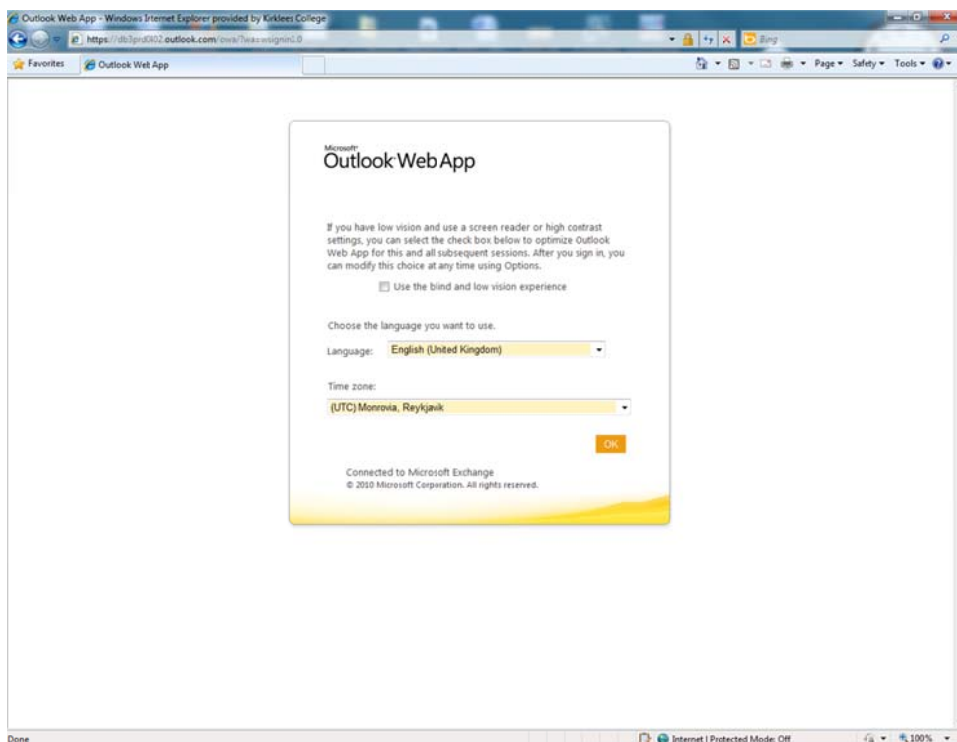 Outlook Web App - Windows Internet Explorer provided by Kirklees College
https://db3prd0102.outlook.com/owa/?wa=wsignin1.0
Bing
Favorites Outlook Web App Page Safety Tools
Microsoft
Outlook Web App
If you have low vision and use a screen reader or high contrast
settings, you can select the check box below to optimize Outlook
Web App for this and all subsequent sessions. After you sign in, you
can modify this choice at any time using Options.
Use the bind and low vision experience
Choose the language you want to use.
Language: English (United Kingdom)
Time zone:
(UTC) Monrovia, Reykjavik
OK
Connected to Microsoft Exchange
© 2010 Microsoft Corporation. All rights reserved.
Done Internet | Protected Mode: Off 100%